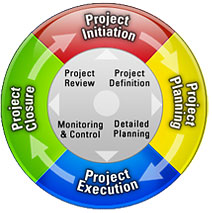 Project
Initiation
Project
Planning
Project
Execution
Project
Closure
Project
Review
Project
Definition
Monitoring
& Control
Detailed
Planning